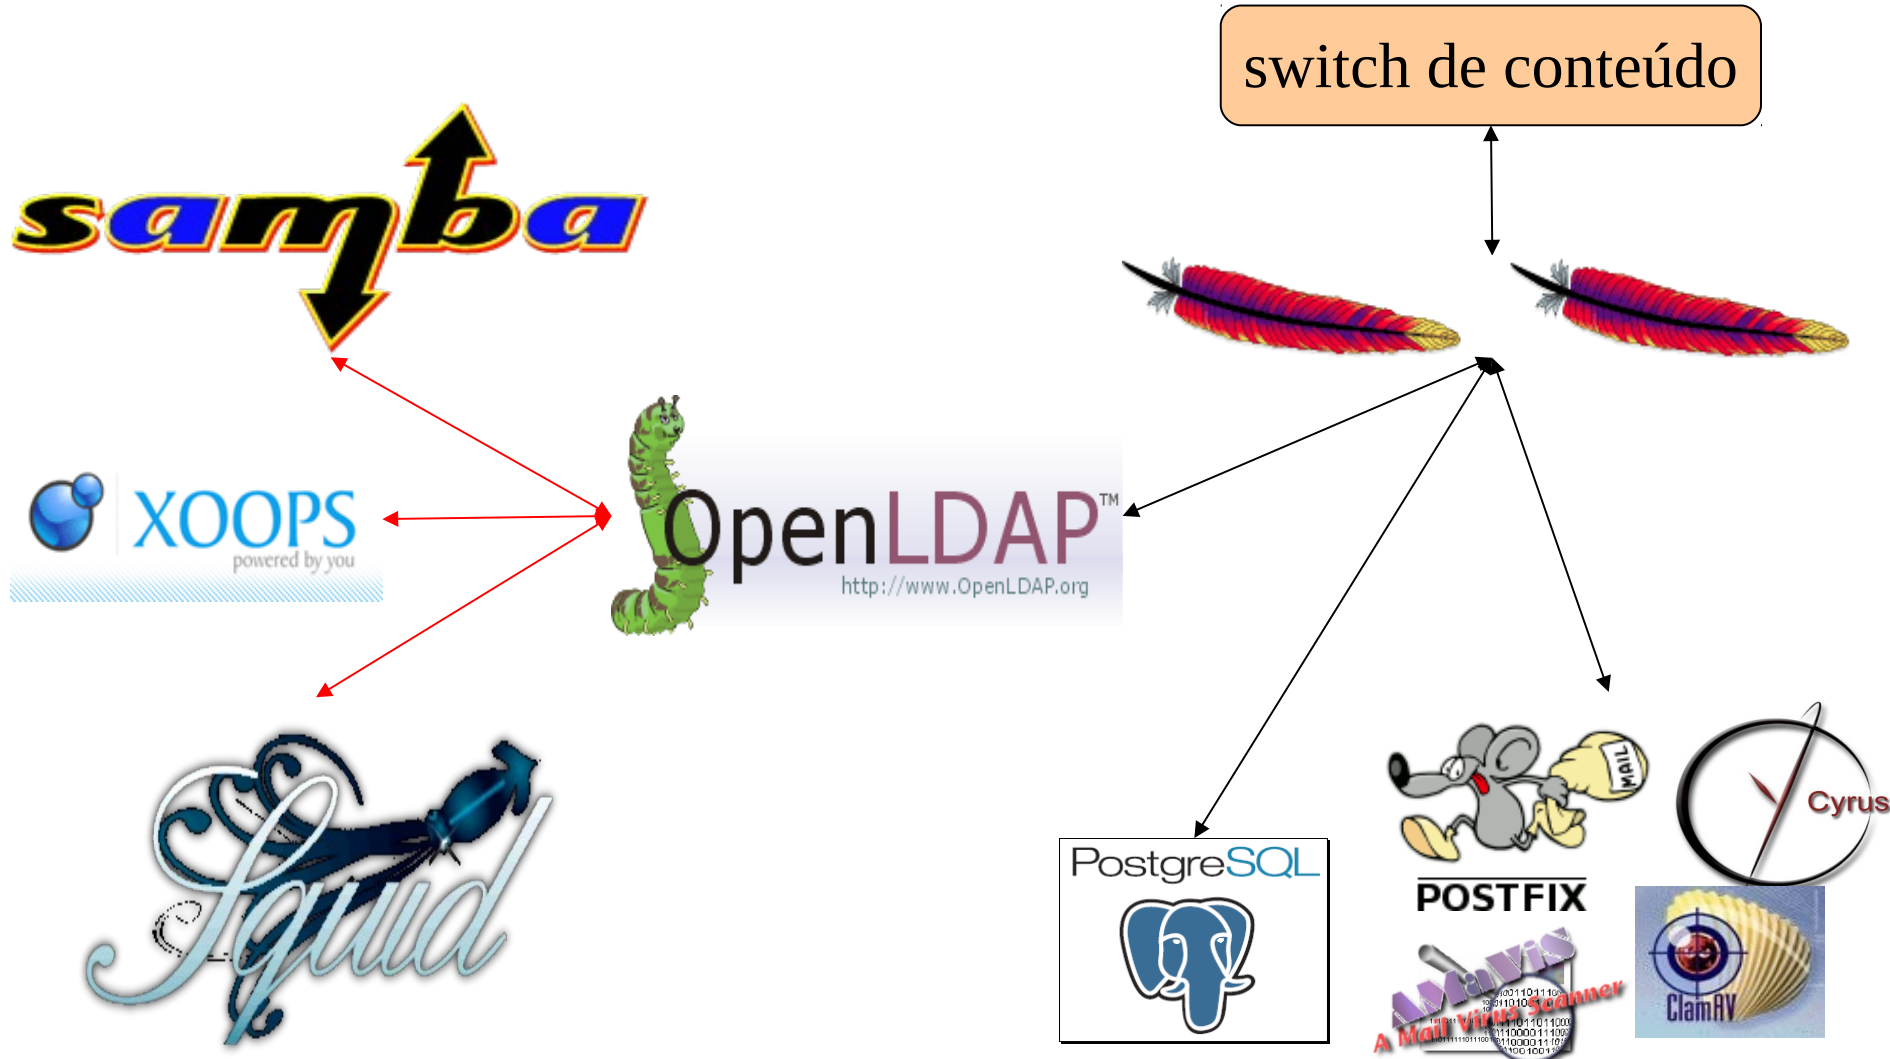 switch de conteúdo
samba
XOOPS
powered by you
OpenLDAP™
http://www.OpenLDAP.org
Squid
PostgreSQL
MAIL
POSTFIX
Cyrus
AMaViS
A Mail Virus Scanner
ClamAV